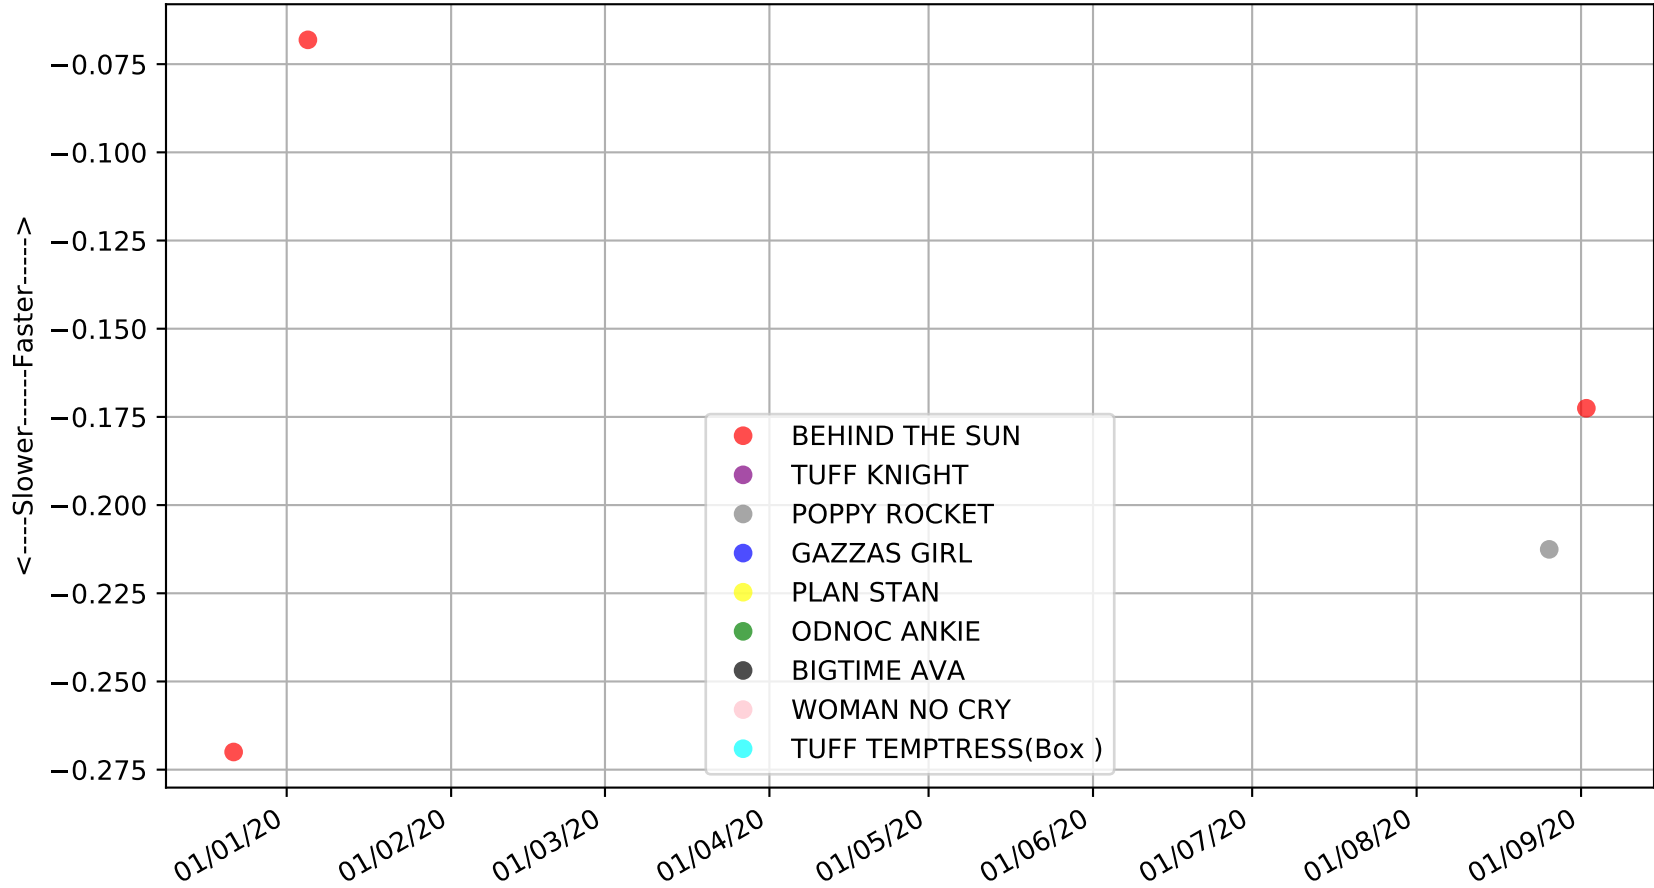 −0.075
−0.100
−0.125
−0.150
−0.175
−0.200
−0.225
−0.250
−0.275
<----Slower------Faster----->
BEHIND THE SUN
TUFF KNIGHT
POPPY ROCKET
GAZZAS GIRL
PLAN STAN
ODNOC ANKIE
BIGTIME AVA
WOMAN NO CRY
TUFF TEMPTRESS(Box )
01/01/20
01/02/20
01/03/20
01/04/20
01/05/20
01/06/20
01/07/20
01/08/20
01/09/20